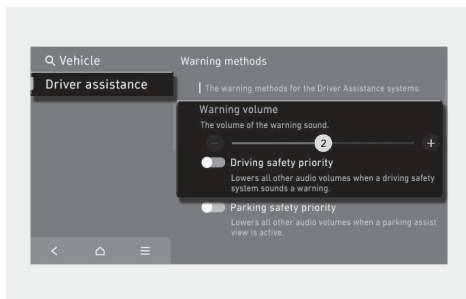 Vehicle
Warning methods
Driver assistance
The warning methods for the Driver Assistance systems.
Warning volume
The volume of the warning sound.
2
Driving safety priority
Lowers all other audio volumes when a driving safety
system sounds a warning.
Parking safety priority
Lowers all other audio volumes when a parking assist
view is active.